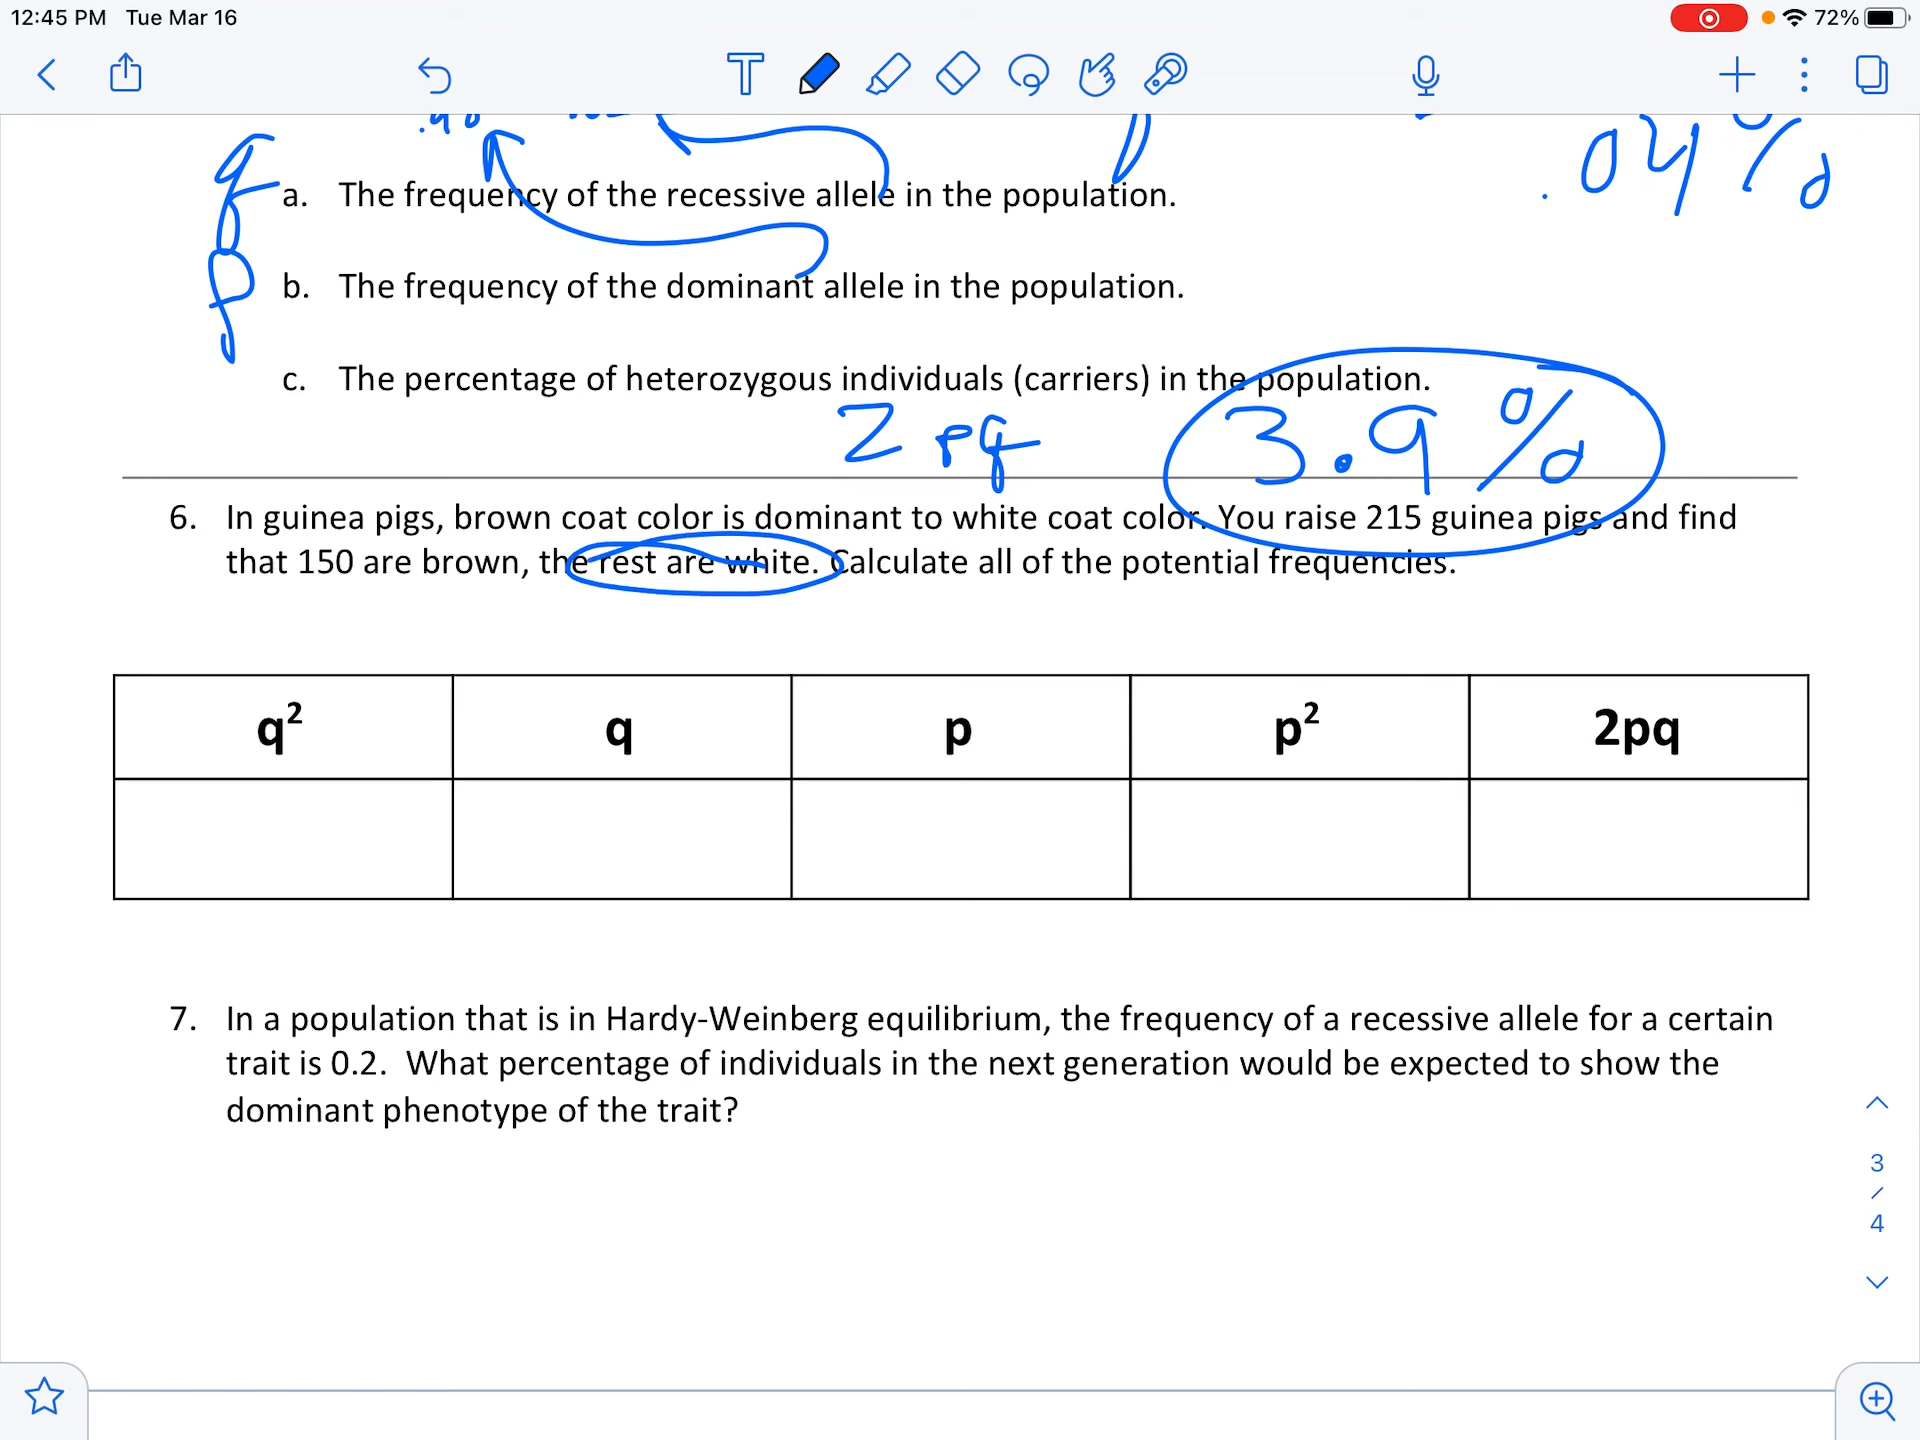 12:45 PM Tue Mar 16
72%
T
.04%
q
a. The frequency of the recessive allele in the population.
p
b. The frequency of the dominant allele in the population.
c. The percentage of heterozygous individuals (carriers) in the population.
2pq 3.9%
6. In guinea pigs, brown coat color is dominant to white coat color. You raise 215 guinea pigs and find
that 150 are brown, the rest are white. Calculate all of the potential frequencies.
q² q p p² 2pq
7. In a population that is in Hardy-Weinberg equilibrium, the frequency of a recessive allele for a certain
trait is 0.2. What percentage of individuals in the next generation would be expected to show the
dominant phenotype of the trait?
3
/
4